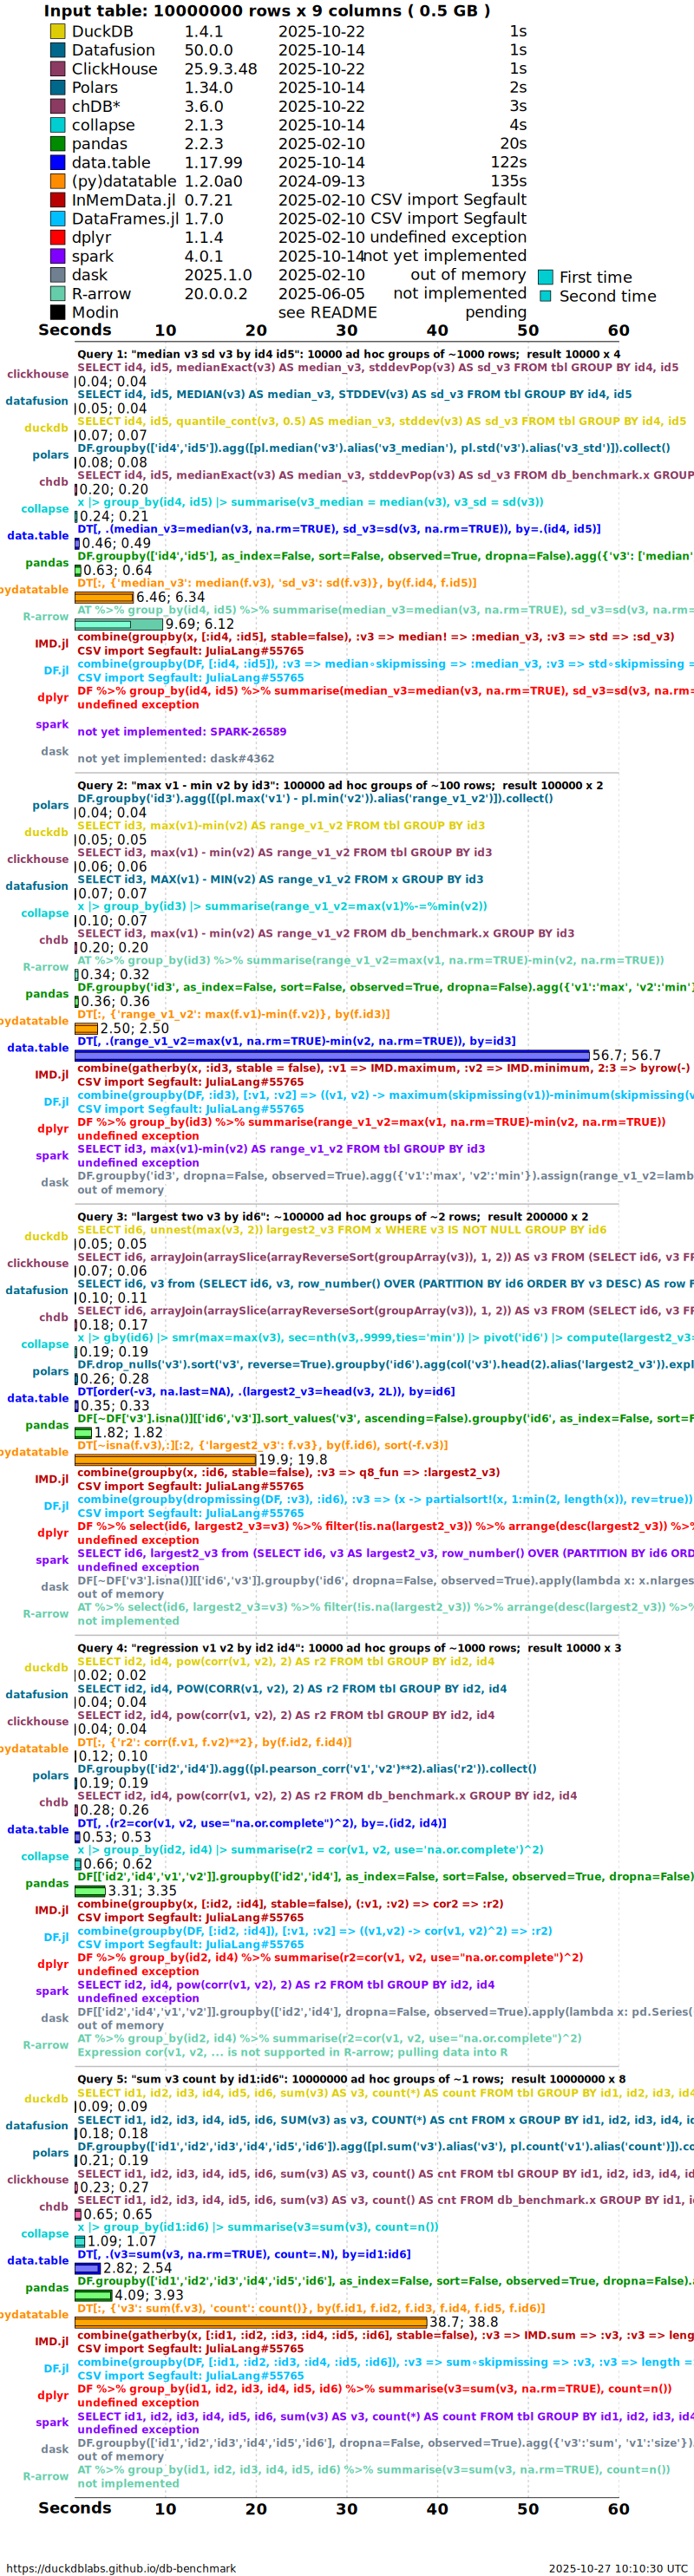 Input table: 10000000 rows x 9 columns ( 0.5 GB )
DuckDB 1.4.1 2025-10-22 1s
Datafusion 50.0.0 2025-10-14 1s
ClickHouse 25.9.3.48 2025-10-22 1s
Polars 1.34.0 2025-10-14 2s
chDB* 3.6.0 2025-10-22 3s
collapse 2.1.3 2025-10-14 4s
pandas 2.2.3 2025-02-10 20s
data.table 1.17.99 2025-10-14 122s
(py)datatable 1.2.0a0 2024-09-13 135s
InMemData.jl 0.7.21 2025-02-10 CSV import Segfault
DataFrames.jl 1.7.0 2025-02-10 CSV import Segfault
dplyr 1.1.4 2025-02-10 undefined exception
spark 4.0.1 2025-10-14 not yet implemented
dask 2025.1.0 2025-02-10 out of memory
R-arrow 20.0.0.2 2025-06-05 not implemented
Modin see README pending
First time
Second time
Seconds 10 20 30 40 50 60
Query 1: "median v3 sd v3 by id4 id5": 10000 ad hoc groups of ~1000 rows; result 10000 x 4
clickhouse SELECT id4, id5, medianExact(v3) AS median_v3, stddevPop(v3) AS sd_v3 FROM tbl GROUP BY id4, id5
0.04; 0.04
datafusion SELECT id4, id5, MEDIAN(v3) AS median_v3, STDDEV(v3) AS sd_v3 FROM tbl GROUP BY id4, id5
0.05; 0.04
duckdb SELECT id4, id5, quantile_cont(v3, 0.5) AS median_v3, stddev(v3) AS sd_v3 FROM tbl GROUP BY id4, id5
0.07; 0.07
polars DF.groupby(['id4','id5']).agg([pl.median('v3').alias('v3_median'), pl.std('v3').alias('v3_std')]).collect()
0.08; 0.08
chdb SELECT id4, id5, medianExact(v3) AS median_v3, stddevPop(v3) AS sd_v3 FROM db_benchmark.x GROUP
0.20; 0.20
collapse x |> group_by(id4, id5) |> summarise(v3_median = median(v3), v3_sd = sd(v3))
0.24; 0.21
data.table DT[, .(median_v3=median(v3, na.rm=TRUE), sd_v3=sd(v3, na.rm=TRUE)), by=.(id4, id5)]
0.46; 0.49
pandas DF.groupby(['id4','id5'], as_index=False, sort=False, observed=True, dropna=False).agg({'v3': ['median'
0.63; 0.64
pydatatable DT[:, {'median_v3': median(f.v3), 'sd_v3': sd(f.v3)}, by(f.id4, f.id5)]
6.46; 6.34
R-arrow AT %>% group_by(id4, id5) %>% summarise(median_v3=median(v3, na.rm=TRUE), sd_v3=sd(v3, na.rm=
9.69; 6.12
IMD.jl combine(groupby(x, [:id4, :id5], stable=false), :v3 => median! => :median_v3, :v3 => std => :sd_v3)
CSV import Segfault: JuliaLang#55765
DF.jl combine(groupby(DF, [:id4, :id5]), :v3 => median∘skipmissing => :median_v3, :v3 => std∘skipmissing =
CSV import Segfault: JuliaLang#55765
dplyr DF %>% group_by(id4, id5) %>% summarise(median_v3=median(v3, na.rm=TRUE), sd_v3=sd(v3, na.rm=
undefined exception
spark
not yet implemented: SPARK-26589
dask
not yet implemented: dask#4362
Query 2: "max v1 - min v2 by id3": 100000 ad hoc groups of ~100 rows; result 100000 x 2
polars DF.groupby('id3').agg([(pl.max('v1') - pl.min('v2')).alias('range_v1_v2')]).collect()
0.04; 0.04
duckdb SELECT id3, max(v1)-min(v2) AS range_v1_v2 FROM tbl GROUP BY id3
0.05; 0.05
clickhouse SELECT id3, max(v1) - min(v2) AS range_v1_v2 FROM tbl GROUP BY id3
0.06; 0.06
datafusion SELECT id3, MAX(v1) - MIN(v2) AS range_v1_v2 FROM x GROUP BY id3
0.07; 0.07
collapse x |> group_by(id3) |> summarise(range_v1_v2=max(v1)%-=%min(v2))
0.10; 0.07
chdb SELECT id3, max(v1) - min(v2) AS range_v1_v2 FROM db_benchmark.x GROUP BY id3
0.20; 0.20
R-arrow AT %>% group_by(id3) %>% summarise(range_v1_v2=max(v1, na.rm=TRUE)-min(v2, na.rm=TRUE))
0.34; 0.32
pandas DF.groupby('id3', as_index=False, sort=False, observed=True, dropna=False).agg({'v1':'max', 'v2':'min'}
0.36; 0.36
pydatatable DT[:, {'range_v1_v2': max(f.v1)-min(f.v2)}, by(f.id3)]
2.50; 2.50
data.table DT[, .(range_v1_v2=max(v1, na.rm=TRUE)-min(v2, na.rm=TRUE)), by=id3]
56.7; 56.7
IMD.jl combine(gatherby(x, :id3, stable = false), :v1 => IMD.maximum, :v2 => IMD.minimum, 2:3 => byrow(-)
CSV import Segfault: JuliaLang#55765
DF.jl combine(groupby(DF, :id3), [:v1, :v2] => ((v1, v2) -> maximum(skipmissing(v1))-minimum(skipmissing(v
CSV import Segfault: JuliaLang#55765
dplyr DF %>% group_by(id3) %>% summarise(range_v1_v2=max(v1, na.rm=TRUE)-min(v2, na.rm=TRUE))
undefined exception
spark SELECT id3, max(v1)-min(v2) AS range_v1_v2 FROM tbl GROUP BY id3
undefined exception
dask DF.groupby('id3', dropna=False, observed=True).agg({'v1':'max', 'v2':'min'}).assign(range_v1_v2=lamb
out of memory
Query 3: "largest two v3 by id6": ~100000 ad hoc groups of ~2 rows; result 200000 x 2
duckdb SELECT id6, unnest(max(v3, 2)) largest2_v3 FROM x WHERE v3 IS NOT NULL GROUP BY id6
0.05; 0.05
clickhouse SELECT id6, arrayJoin(arraySlice(arrayReverseSort(groupArray(v3)), 1, 2)) AS v3 FROM (SELECT id6, v3 FR
0.07; 0.06
datafusion SELECT id6, v3 from (SELECT id6, v3, row_number() OVER (PARTITION BY id6 ORDER BY v3 DESC) AS row F
0.10; 0.11
chdb SELECT id6, arrayJoin(arraySlice(arrayReverseSort(groupArray(v3)), 1, 2)) AS v3 FROM (SELECT id6, v3 FR
0.18; 0.17
collapse x |> gby(id6) |> smr(max=max(v3), sec=nth(v3,.9999,ties='min')) |> pivot('id6') |> compute(largest2_v3=
0.19; 0.19
polars DF.drop_nulls('v3').sort('v3', reverse=True).groupby('id6').agg(col('v3').head(2).alias('largest2_v3')).expl
0.26; 0.28
data.table DT[order(-v3, na.last=NA), .(largest2_v3=head(v3, 2L)), by=id6]
0.35; 0.33
pandas DF[~DF['v3'].isna()][['id6','v3']].sort_values('v3', ascending=False).groupby('id6', as_index=False, sort=F
1.82; 1.82
pydatatable DT[~isna(f.v3),:][:2, {'largest2_v3': f.v3}, by(f.id6), sort(-f.v3)]
19.9; 19.8
IMD.jl combine(groupby(x, :id6, stable=false), :v3 => q8_fun => :largest2_v3)
CSV import Segfault: JuliaLang#55765
DF.jl combine(groupby(dropmissing(DF, :v3), :id6), :v3 => (x -> partialsort!(x, 1:min(2, length(x)), rev=true))
CSV import Segfault: JuliaLang#55765
dplyr DF %>% select(id6, largest2_v3=v3) %>% filter(!is.na(largest2_v3)) %>% arrange(desc(largest2_v3)) %>%
undefined exception
spark SELECT id6, largest2_v3 from (SELECT id6, v3 AS largest2_v3, row_number() OVER (PARTITION BY id6 ORD
undefined exception
dask DF[~DF['v3'].isna()][['id6','v3']].groupby('id6', dropna=False, observed=True).apply(lambda x: x.nlarges
out of memory
R-arrow AT %>% select(id6, largest2_v3=v3) %>% filter(!is.na(largest2_v3)) %>% arrange(desc(largest2_v3)) %>%
not implemented
Query 4: "regression v1 v2 by id2 id4": 10000 ad hoc groups of ~1000 rows; result 10000 x 3
duckdb SELECT id2, id4, pow(corr(v1, v2), 2) AS r2 FROM tbl GROUP BY id2, id4
0.02; 0.02
datafusion SELECT id2, id4, POW(CORR(v1, v2), 2) AS r2 FROM tbl GROUP BY id2, id4
0.04; 0.04
clickhouse SELECT id2, id4, pow(corr(v1, v2), 2) AS r2 FROM tbl GROUP BY id2, id4
0.04; 0.04
pydatatable DT[:, {'r2': corr(f.v1, f.v2)**2}, by(f.id2, f.id4)]
0.12; 0.10
polars DF.groupby(['id2','id4']).agg((pl.pearson_corr('v1','v2')**2).alias('r2')).collect()
0.19; 0.19
chdb SELECT id2, id4, pow(corr(v1, v2), 2) AS r2 FROM db_benchmark.x GROUP BY id2, id4
0.28; 0.26
data.table DT[, .(r2=cor(v1, v2, use="na.or.complete")^2), by=.(id2, id4)]
0.53; 0.53
collapse x |> group_by(id2, id4) |> summarise(r2 = cor(v1, v2, use='na.or.complete')^2)
0.66; 0.62
pandas DF[['id2','id4','v1','v2']].groupby(['id2','id4'], as_index=False, sort=False, observed=True, dropna=False)
3.31; 3.35
IMD.jl combine(groupby(x, [:id2, :id4], stable=false), (:v1, :v2) => cor2 => :r2)
CSV import Segfault: JuliaLang#55765
DF.jl combine(groupby(DF, [:id2, :id4]), [:v1, :v2] => ((v1,v2) -> cor(v1, v2)^2) => :r2)
CSV import Segfault: JuliaLang#55765
dplyr DF %>% group_by(id2, id4) %>% summarise(r2=cor(v1, v2, use="na.or.complete")^2)
undefined exception
spark SELECT id2, id4, pow(corr(v1, v2), 2) AS r2 FROM tbl GROUP BY id2, id4
undefined exception
dask DF[['id2','id4','v1','v2']].groupby(['id2','id4'], dropna=False, observed=True).apply(lambda x: pd.Series(
out of memory
R-arrow AT %>% group_by(id2, id4) %>% summarise(r2=cor(v1, v2, use="na.or.complete")^2)
Expression cor(v1, v2, ... is not supported in R-arrow; pulling data into R
Query 5: "sum v3 count by id1:id6": 10000000 ad hoc groups of ~1 rows; result 10000000 x 8
duckdb SELECT id1, id2, id3, id4, id5, id6, sum(v3) AS v3, count(*) AS count FROM tbl GROUP BY id1, id2, id3, id4
0.09; 0.09
datafusion SELECT id1, id2, id3, id4, id5, id6, SUM(v3) as v3, COUNT(*) AS cnt FROM x GROUP BY id1, id2, id3, id4, id
0.18; 0.18
polars DF.groupby(['id1','id2','id3','id4','id5','id6']).agg([pl.sum('v3').alias('v3'), pl.count('v1').alias('count')]).co
0.21; 0.19
clickhouse SELECT id1, id2, id3, id4, id5, id6, sum(v3) AS v3, count() AS cnt FROM tbl GROUP BY id1, id2, id3, id4, id
0.23; 0.27
chdb SELECT id1, id2, id3, id4, id5, id6, sum(v3) AS v3, count() AS cnt FROM db_benchmark.x GROUP BY id1, i
0.65; 0.65
collapse x |> group_by(id1:id6) |> summarise(v3=sum(v3), count=n())
1.09; 1.07
data.table DT[, .(v3=sum(v3, na.rm=TRUE), count=.N), by=id1:id6]
2.82; 2.54
pandas DF.groupby(['id1','id2','id3','id4','id5','id6'], as_index=False, sort=False, observed=True, dropna=False).a
4.09; 3.93
pydatatable DT[:, {'v3': sum(f.v3), 'count': count()}, by(f.id1, f.id2, f.id3, f.id4, f.id5, f.id6)]
38.7; 38.8
IMD.jl combine(gatherby(x, [:id1, :id2, :id3, :id4, :id5, :id6], stable=false), :v3 => IMD.sum => :v3, :v3 => leng
CSV import Segfault: JuliaLang#55765
DF.jl combine(groupby(DF, [:id1, :id2, :id3, :id4, :id5, :id6]), :v3 => sum∘skipmissing => :v3, :v3 => length =
CSV import Segfault: JuliaLang#55765
dplyr DF %>% group_by(id1, id2, id3, id4, id5, id6) %>% summarise(v3=sum(v3, na.rm=TRUE), count=n())
undefined exception
spark SELECT id1, id2, id3, id4, id5, id6, sum(v3) AS v3, count(*) AS count FROM tbl GROUP BY id1, id2, id3, id4
undefined exception
dask DF.groupby(['id1','id2','id3','id4','id5','id6'], dropna=False, observed=True).agg({'v3':'sum', 'v1':'size'}).
out of memory
R-arrow AT %>% group_by(id1, id2, id3, id4, id5, id6) %>% summarise(v3=sum(v3, na.rm=TRUE), count=n())
not implemented
Seconds 10 20 30 40 50 60
https://duckdblabs.github.io/db-benchmark 2025-10-27 10:10:30 UTC